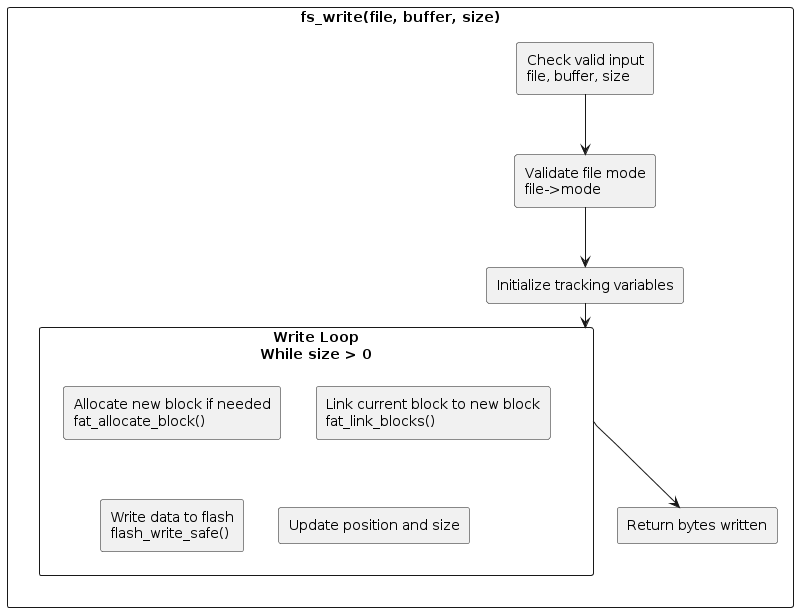 fs_write(file, buffer, size)
Check valid input
file, buffer, size
Validate file mode
file->mode
Initialize tracking variables
Write Loop
While size > 0
Allocate new block if needed
fat_allocate_block()
Link current block to new block
fat_link_blocks()
Write data to flash
flash_write_safe()
Update position and size
Return bytes written